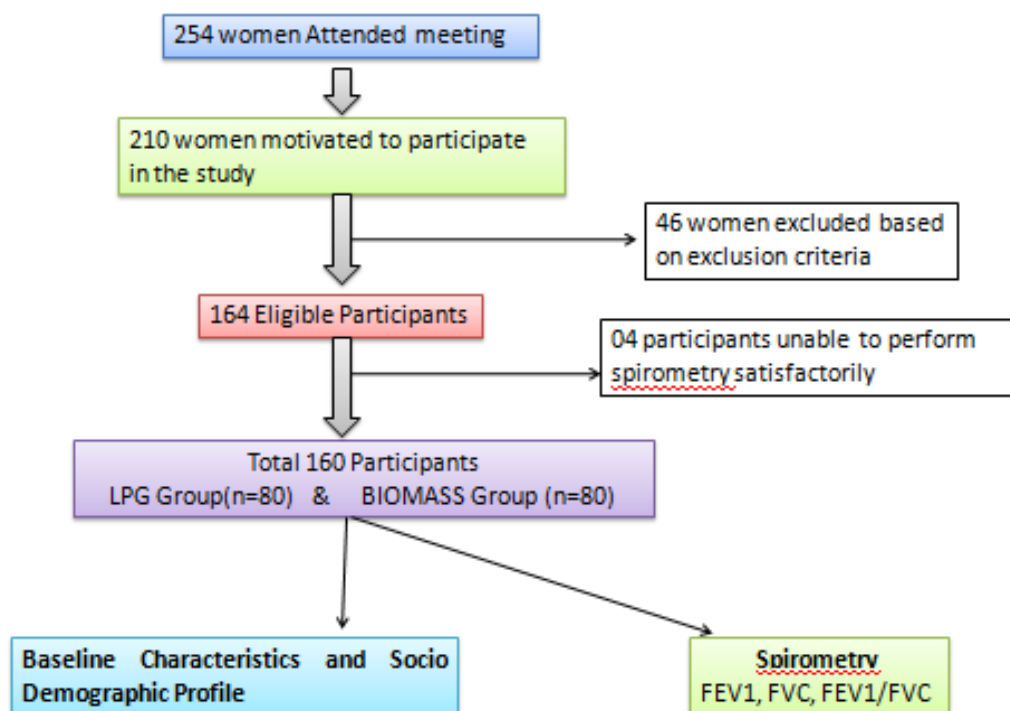 254 women Attended meeting
210 women motivated to participate
in the study
46 women excluded based
on exclusion criteria
164 Eligible Participants
04 participants unable to perform
spirometry satisfactorily
Total 160 Participants
LPG Group(n=80) & BIOMASS Group (n=80)
Baseline Characteristics and Socio
Demographic Profile
Spirometry
FEV1, FVC, FEV1/FVC